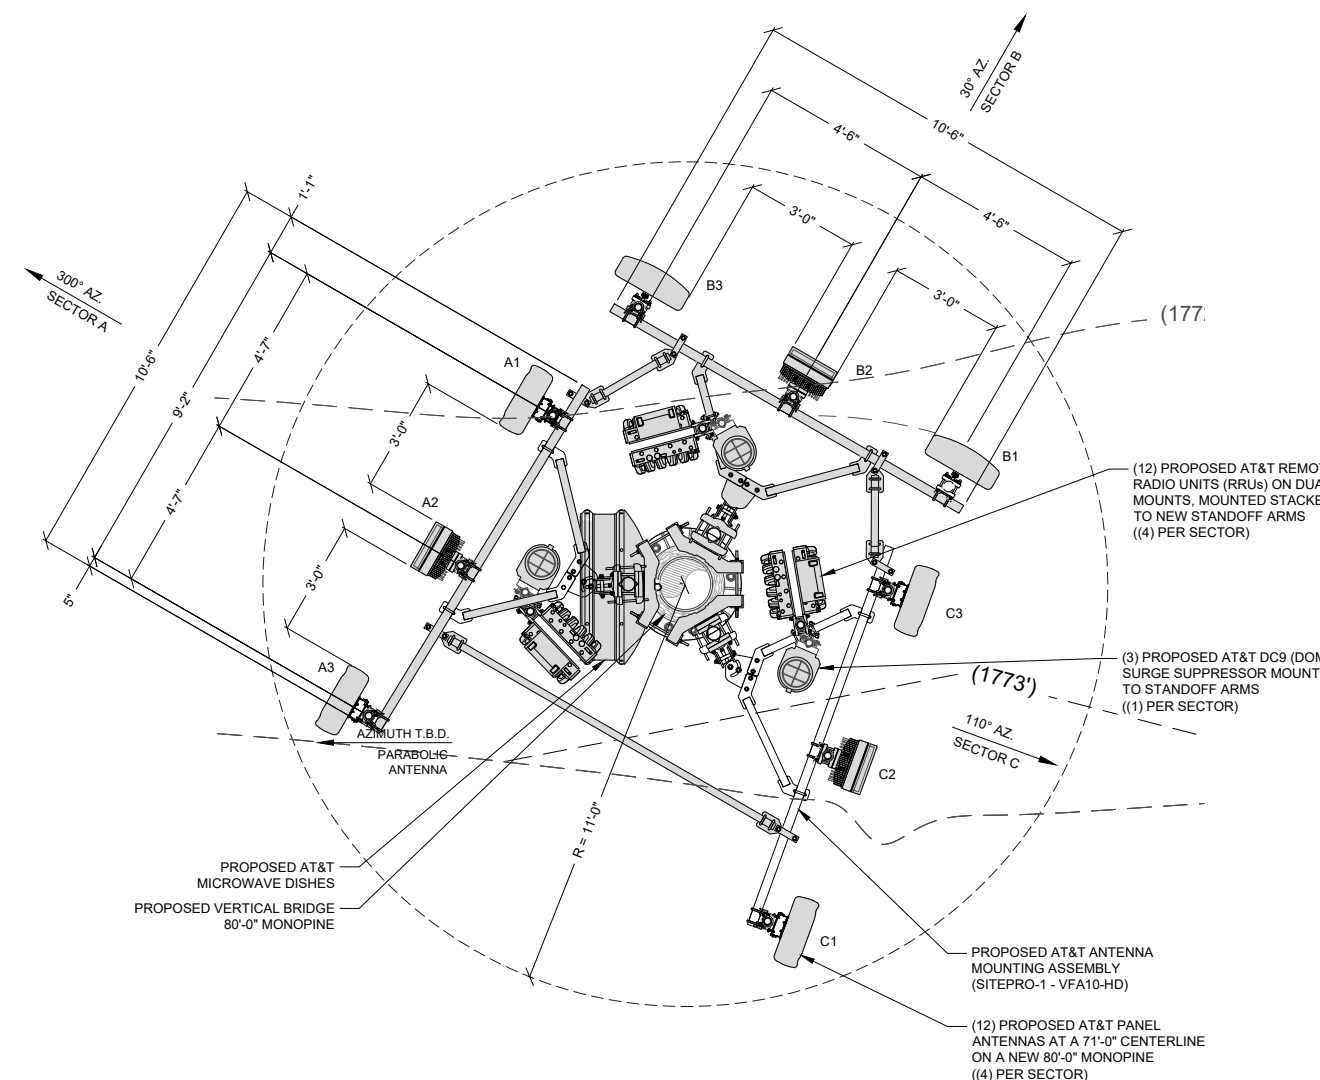 30° AZ.
SECTOR B
10'-6"
4'-6"
4'-6"
3'-0"
3'-0"
1'-1"
300° AZ.
SECTOR A
10'-6"
9'-2"
4'-7"
4'-7"
3'-0"
3'-0"
5"
B3
B2
B1
A1
A2
A3
C3
C2
C1
(177
(1773')
(12) PROPOSED AT&T REMO
RADIO UNITS (RRUs) ON DUA
MOUNTS, MOUNTED STACKE
TO NEW STANDOFF ARMS
((4) PER SECTOR)
(3) PROPOSED AT&T DC9 (DOM
SURGE SUPPRESSOR MOUNT
TO STANDOFF ARMS
((1) PER SECTOR)
110° AZ.
SECTOR C
AZIMUTH T.B.D.
PARABOLIC
ANTENNA
R = 11'-0"
PROPOSED AT&T
MICROWAVE DISHES
PROPOSED VERTICAL BRIDGE
80'-0" MONOPINE
PROPOSED AT&T ANTENNA
MOUNTING ASSEMBLY
(SITEPRO-1 - VFA10-HD)
(12) PROPOSED AT&T PANEL
ANTENNAS AT A 71'-0" CENTERLINE
ON A NEW 80'-0" MONOPINE
((4) PER SECTOR)